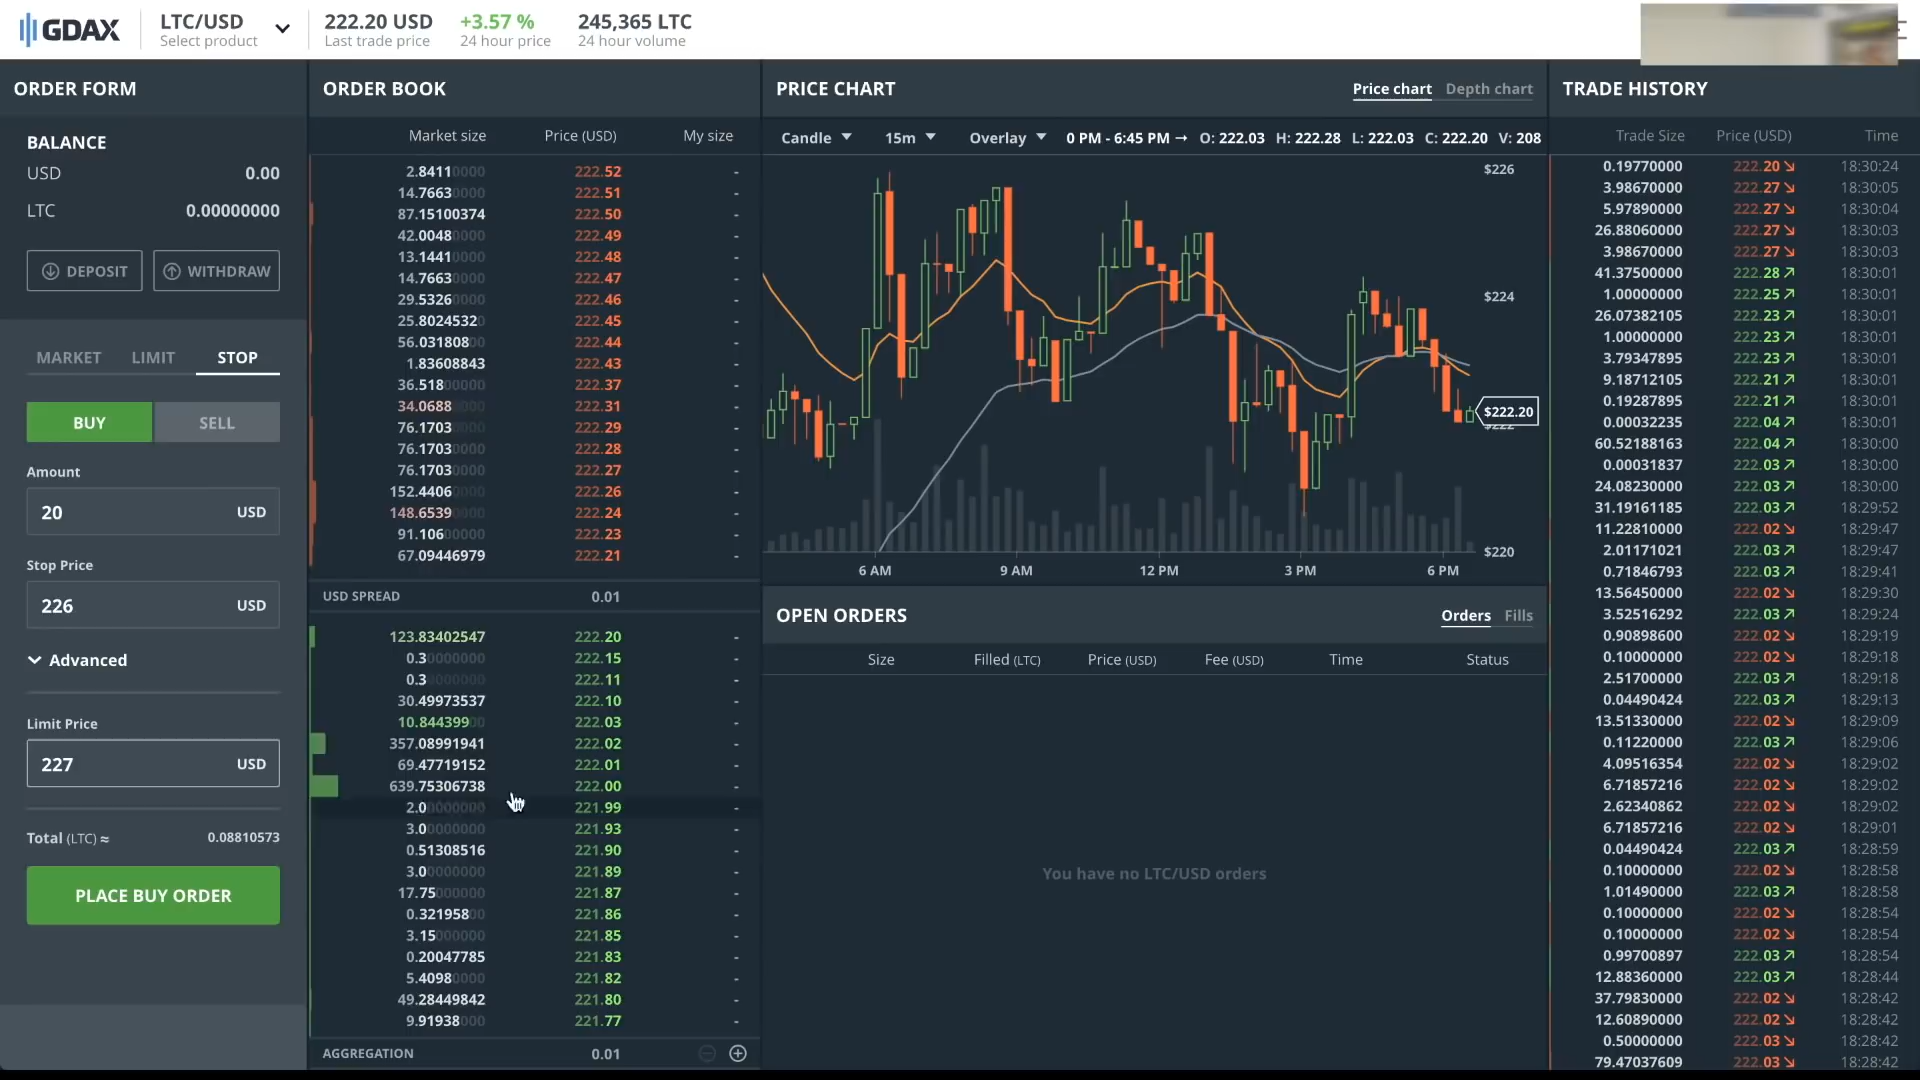 GDAX
LTC/USD
Select product
222.20 USD
Last trade price
+3.57 %
24 hour price
245,365 LTC
24 hour volume
ORDER FORM
BALANCE
USD 0.00
LTC 0.00000000
DEPOSIT WITHDRAW
MARKET LIMIT STOP
BUY SELL
Amount
20 USD
Stop Price
226 USD
Advanced
Limit Price
227 USD
Total (LTC) ≈ 0.08810573
PLACE BUY ORDER
ORDER BOOK
Market size Price (USD) My size
2.84110000 222.52 -
14.76630000 222.51 -
87.15100374 222.50 -
42.00480000 222.49 -
13.14410000 222.48 -
14.76630000 222.47 -
29.53260000 222.46 -
25.80245320 222.45 -
56.03180800 222.44 -
1.83608843 222.43 -
36.51800000 222.37 -
34.06880000 222.31 -
76.17030000 222.29 -
76.17030000 222.28 -
76.17030000 222.27 -
152.44060000 222.26 -
148.65390000 222.24 -
91.10600000 222.23 -
67.09446979 222.21 -
USD SPREAD 0.01
123.83402547 222.20 -
0.30000000 222.15 -
0.30000000 222.11 -
30.49973537 222.10 -
10.84439900 222.03 -
357.08991941 222.02 -
69.47719152 222.01 -
639.75306738 222.00 -
2.00000000 221.99 -
3.00000000 221.93 -
0.51308516 221.90 -
3.00000000 221.89 -
17.75000000 221.87 -
0.32195800 221.86 -
3.15000000 221.85 -
0.20047785 221.83 -
5.40980000 221.82 -
49.28449842 221.80 -
9.91938000 221.77 -
AGGREGATION 0.01
PRICE CHART
Price chart Depth chart
Candle 15m Overlay 0 PM - 6:45 PM → O: 222.03 H: 222.28 L: 222.03 C: 222.20 V: 208
$226
$224
$222.20
$222
$220
6 AM 9 AM 12 PM 3 PM 6 PM
OPEN ORDERS
Orders Fills
Size Filled (LTC) Price (USD) Fee (USD) Time Status
You have no LTC/USD orders
TRADE HISTORY
Trade Size Price (USD) Time
0.19770000 222.20 ↘ 18:30:24
3.98670000 222.27 ↘ 18:30:05
5.97890000 222.27 ↘ 18:30:04
26.88060000 222.27 ↘ 18:30:03
3.98670000 222.27 ↘ 18:30:03
41.37500000 222.28 ↗ 18:30:01
1.00000000 222.25 ↗ 18:30:01
26.07382105 222.23 ↗ 18:30:01
1.00000000 222.23 ↗ 18:30:01
3.79347895 222.23 ↗ 18:30:01
9.18712105 222.21 ↗ 18:30:01
0.19287895 222.21 ↗ 18:30:01
0.00032235 222.04 ↗ 18:30:01
60.52188163 222.04 ↗ 18:30:00
0.00031837 222.03 ↗ 18:30:00
24.08230000 222.03 ↗ 18:30:00
31.19161185 222.03 ↗ 18:29:52
11.22810000 222.02 ↘ 18:29:47
2.01171021 222.03 ↗ 18:29:47
0.71846793 222.03 ↗ 18:29:41
13.56450000 222.02 ↘ 18:29:30
3.52516292 222.03 ↗ 18:29:24
0.90898600 222.02 ↘ 18:29:19
0.10000000 222.02 ↘ 18:29:18
2.51700000 222.03 ↗ 18:29:18
0.04490424 222.03 ↗ 18:29:13
13.51330000 222.02 ↘ 18:29:09
0.11220000 222.03 ↗ 18:29:06
4.09516354 222.02 ↘ 18:29:02
6.71857216 222.02 ↘ 18:29:02
2.62340862 222.02 ↘ 18:29:02
6.71857216 222.02 ↘ 18:29:01
0.04490424 222.03 ↗ 18:28:59
0.10000000 222.02 ↘ 18:28:58
1.01490000 222.03 ↗ 18:28:58
0.10000000 222.02 ↘ 18:28:54
0.10000000 222.02 ↘ 18:28:54
0.99700897 222.03 ↗ 18:28:54
12.88360000 222.03 ↗ 18:28:44
37.79830000 222.02 ↘ 18:28:42
12.60890000 222.02 ↘ 18:28:42
0.50000000 222.03 ↘ 18:28:42
79.47037609 222.03 ↘ 18:28:42